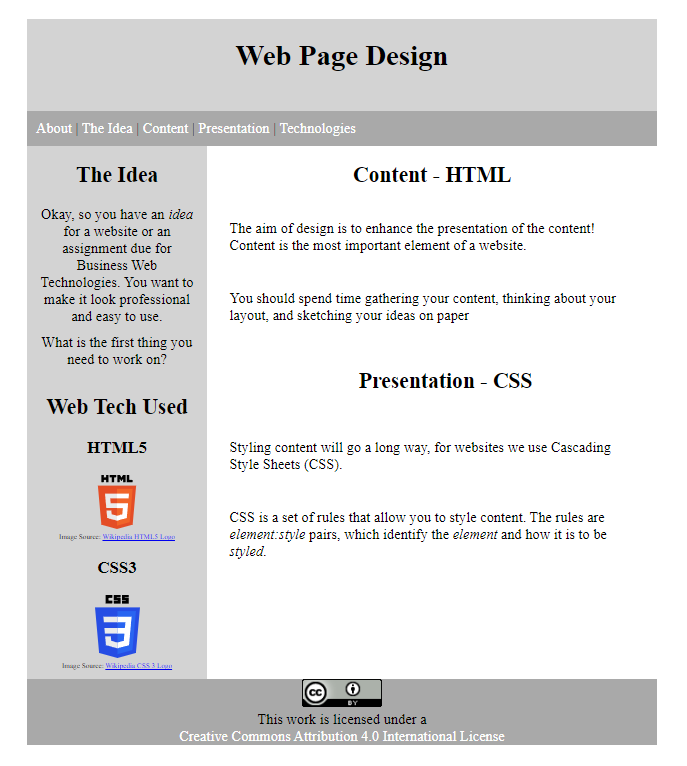 Web Page Design
About | The Idea | Content | Presentation | Technologies
The Idea
Okay, so you have an idea
for a website or an
assignment due for
Business Web
Technologies. You want to
make it look professional
and easy to use.
What is the first thing you
need to work on?
Web Tech Used
HTML5
HTML
5
Image Source: Wikipedia HTML5 Logo
CSS3
CSS
3
Image Source: Wikipedia CSS 3 Logo
Content - HTML
The aim of design is to enhance the presentation of the content!
Content is the most important element of a website.
You should spend time gathering your content, thinking about your
layout, and sketching your ideas on paper
Presentation - CSS
Styling content will go a long way, for websites we use Cascading
Style Sheets (CSS).
CSS is a set of rules that allow you to style content. The rules are
element:style pairs, which identify the element and how it is to be
styled.
cc
BY
This work is licensed under a
Creative Commons Attribution 4.0 International License